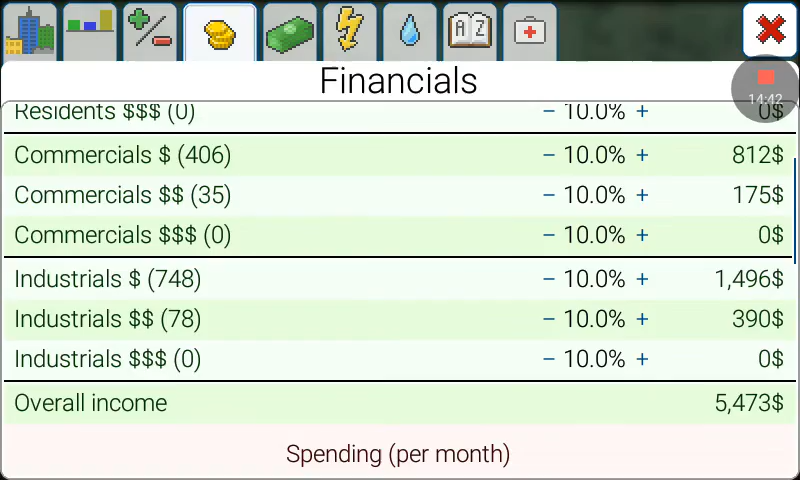 A Z
Financials
14:42
Residents $$$ (0) − 10.0% + 0$
Commercials $ (406) − 10.0% + 812$
Commercials $$ (35) − 10.0% + 175$
Commercials $$$ (0) − 10.0% + 0$
Industrials $ (748) − 10.0% + 1,496$
Industrials $$ (78) − 10.0% + 390$
Industrials $$$ (0) − 10.0% + 0$
Overall income 5,473$
Spending (per month)